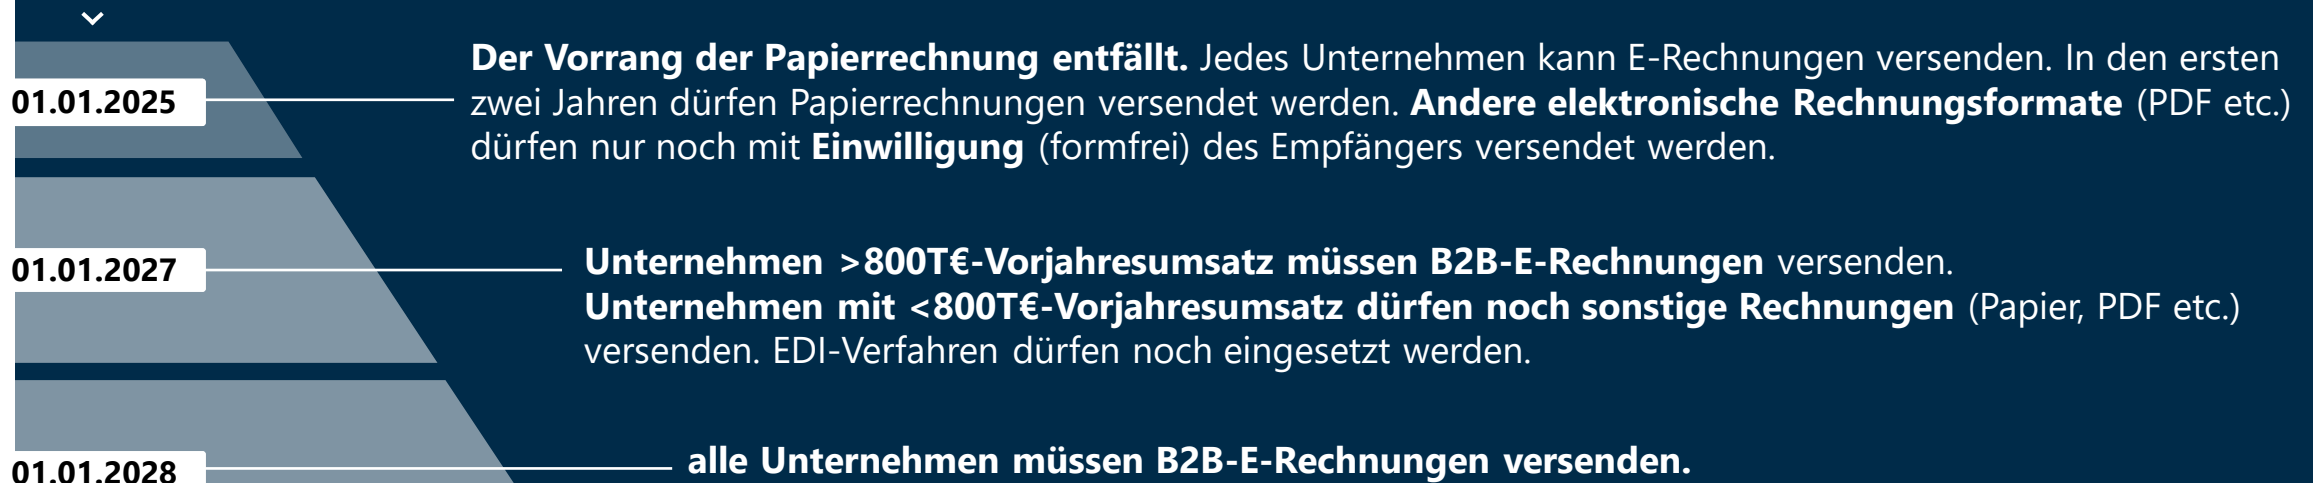 01.01.2025
Der Vorrang der Papierrechnung entfällt. Jedes Unternehmen kann E-Rechnungen versenden. In den ersten
zwei Jahren dürfen Papierrechnungen versendet werden. Andere elektronische Rechnungsformate (PDF etc.)
dürfen nur noch mit Einwilligung (formfrei) des Empfängers versendet werden.
01.01.2027
Unternehmen >800T€-Vorjahresumsatz müssen B2B-E-Rechnungen versenden.
Unternehmen mit <800T€-Vorjahresumsatz dürfen noch sonstige Rechnungen (Papier, PDF etc.)
versenden. EDI-Verfahren dürfen noch eingesetzt werden.
01.01.2028
alle Unternehmen müssen B2B-E-Rechnungen versenden.